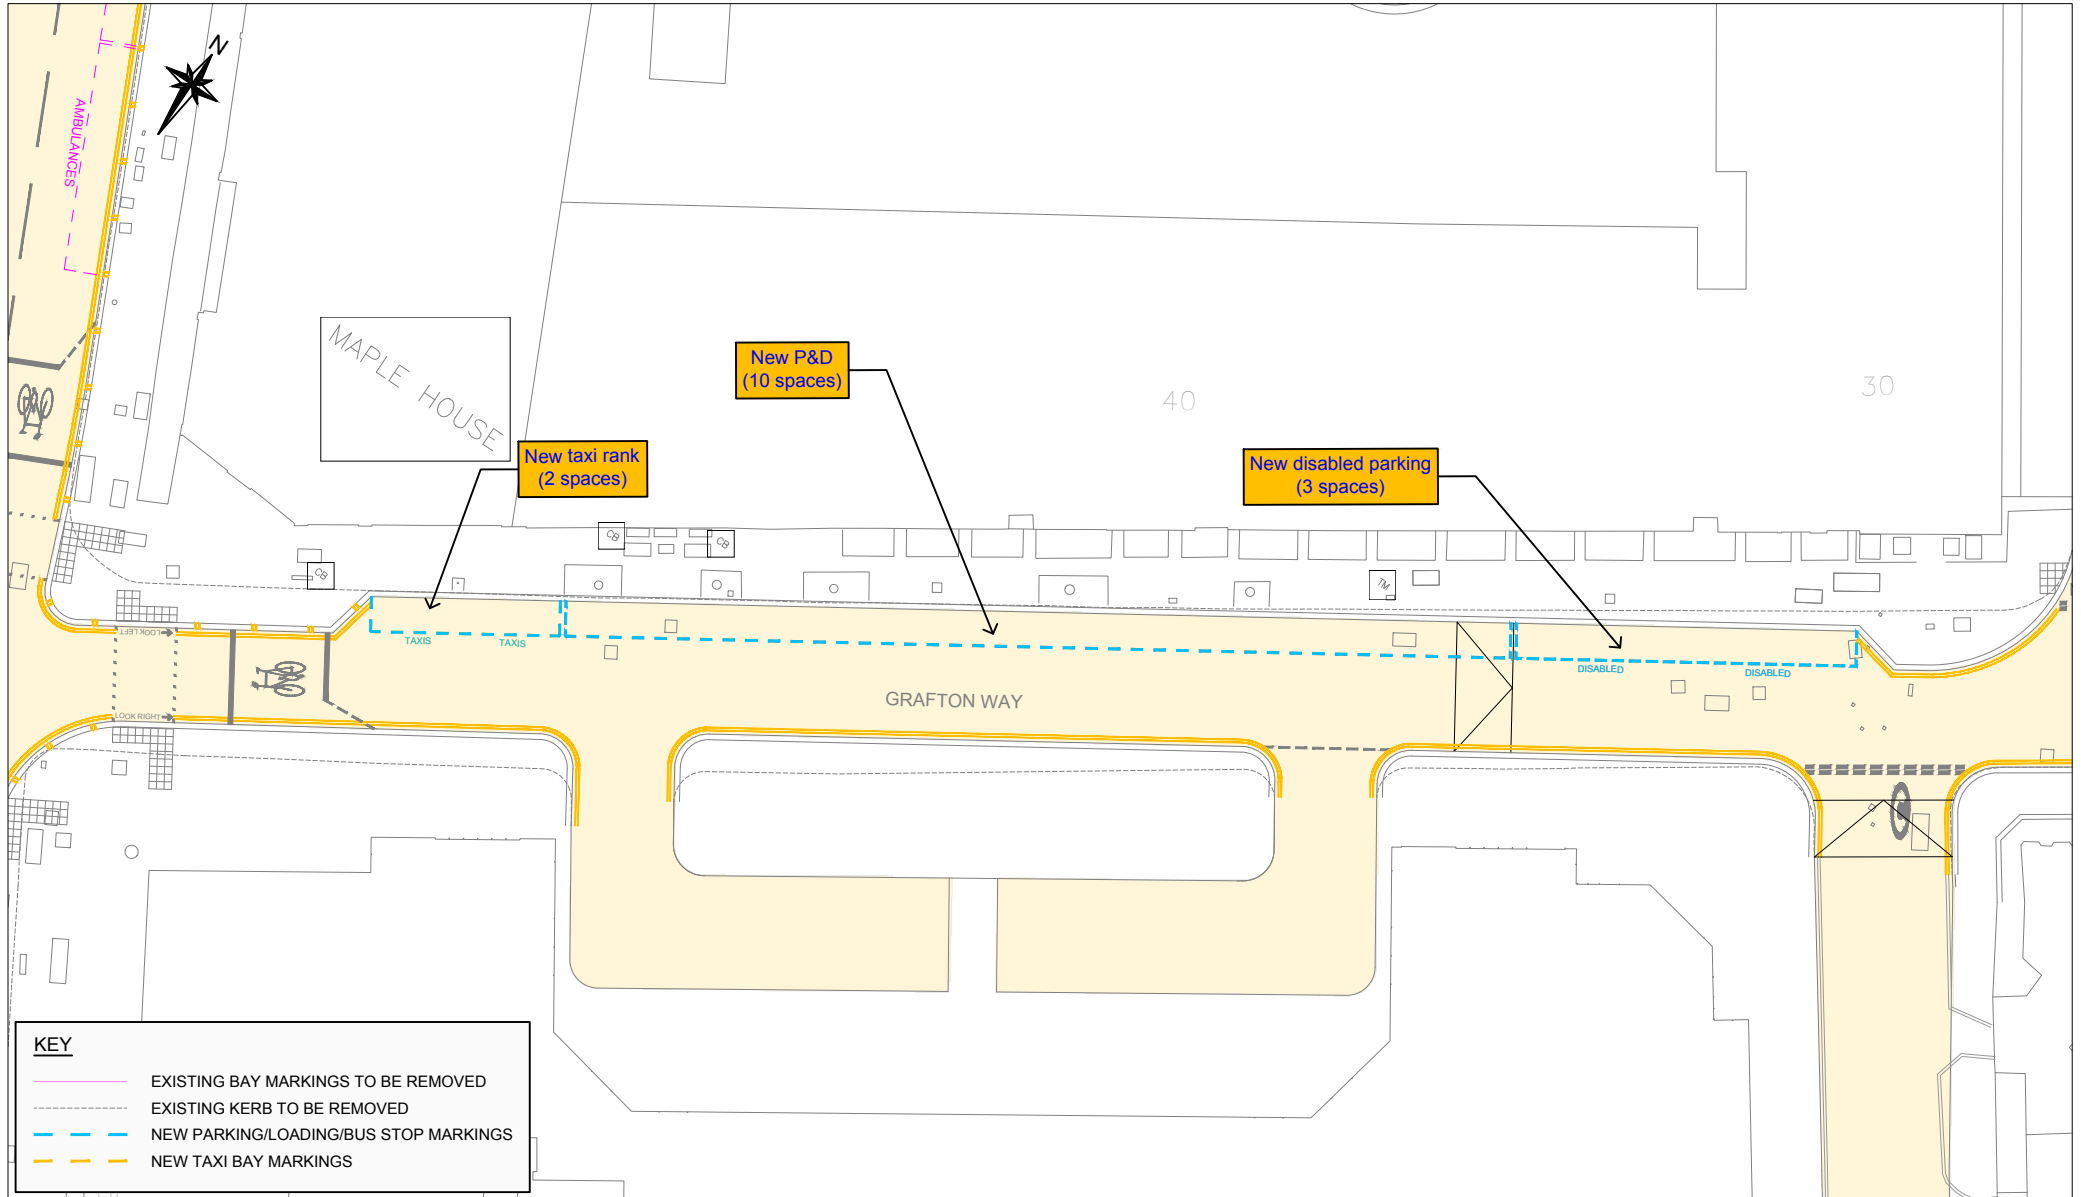 N
AMBULANCES
MAPLE HOUSE
New P&D
(10 spaces)
40
30
New taxi rank
(2 spaces)
New disabled parking
(3 spaces)
CB
CB
CB
TM
LOOK LEFT
TAXIS
TAXIS
DISABLED
DISABLED
GRAFTON WAY
LOOK RIGHT
KEY
EXISTING BAY MARKINGS TO BE REMOVED
EXISTING KERB TO BE REMOVED
NEW PARKING/LOADING/BUS STOP MARKINGS
NEW TAXI BAY MARKINGS